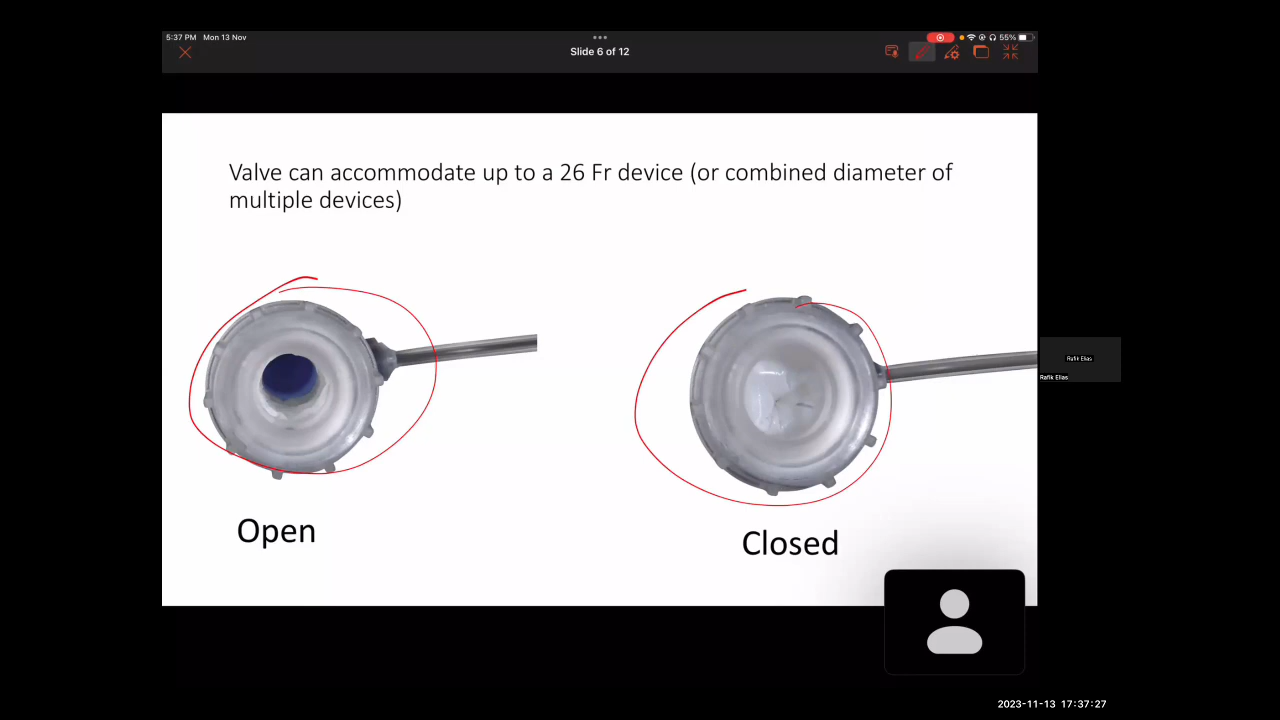 5:37 PM Mon 13 Nov
55%
Slide 6 of 12
Valve can accommodate up to a 26 Fr device (or combined diameter of
multiple devices)
Open
Closed
Rafik Elias
Rafik Elias
2023-11-13 17:37:27